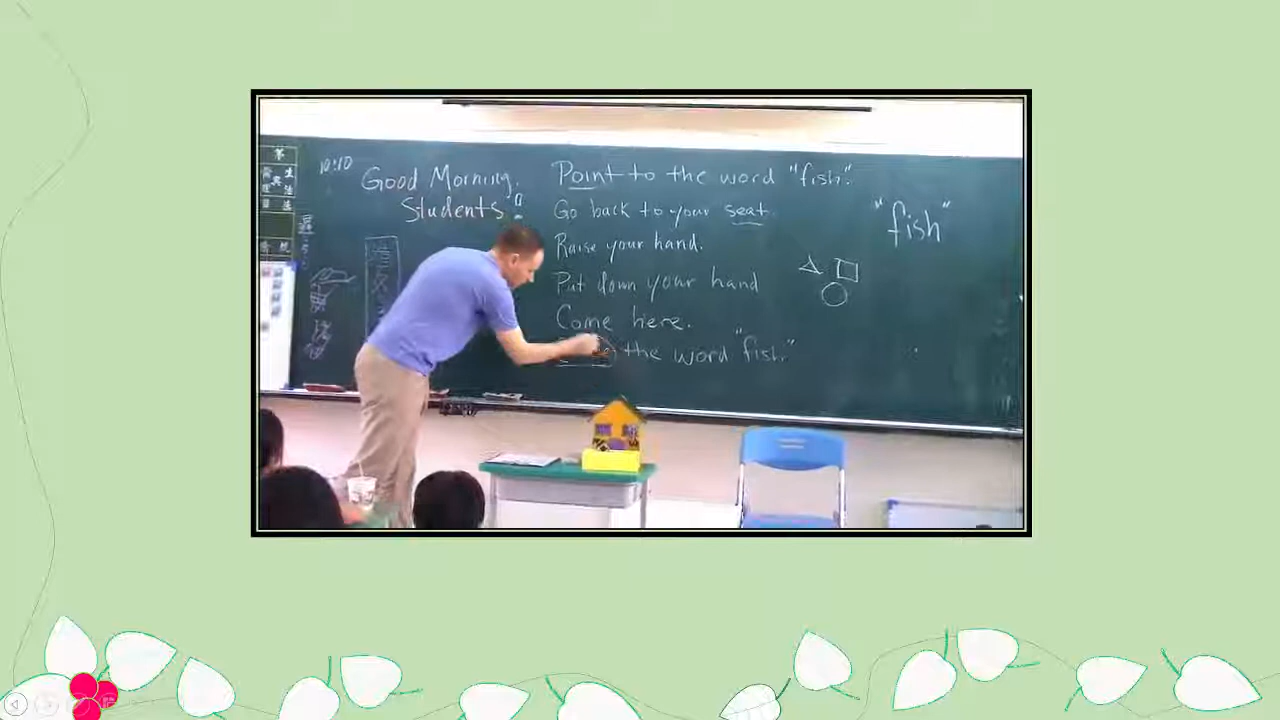 10:10
Good Morning,
Students!
Point to the word "fish".
Go back to your seat.
Raise your hand.
Put down your hand
Come here.
the word "fish."
"fish"